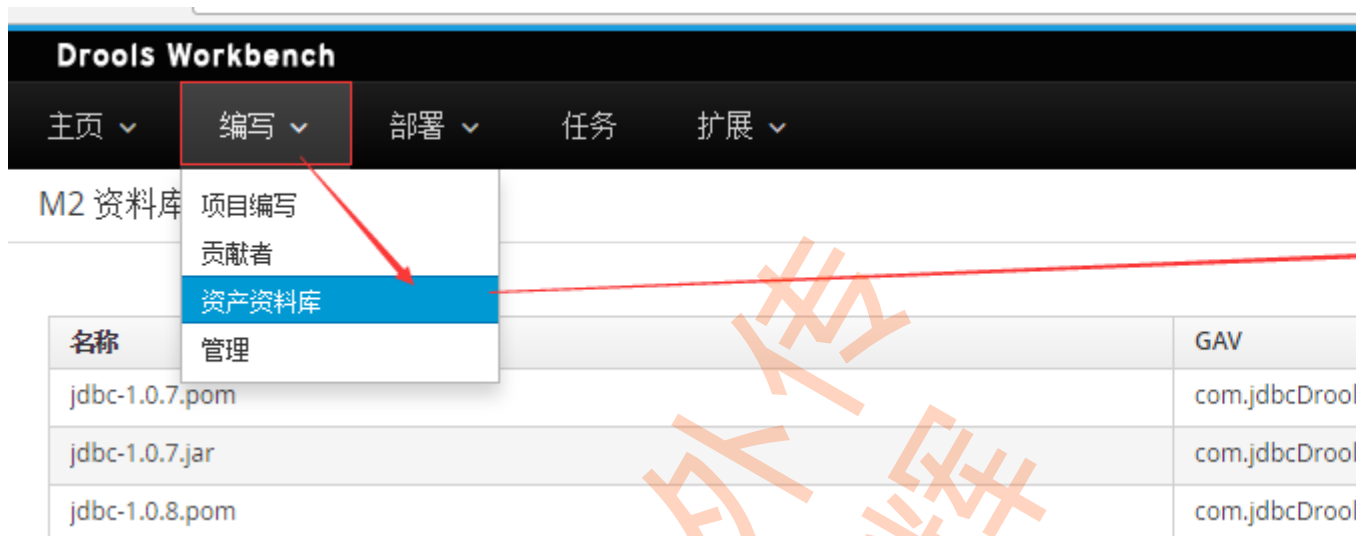 Drools Workbench
主页 编写 部署 任务 扩展
M2 资料库
项目编写
贡献者
资产资料库
管理
名称 GAV
jdbc-1.0.7.pom com.jdbcDrool
jdbc-1.0.7.jar com.jdbcDrool
jdbc-1.0.8.pom com.jdbcDrool
外传